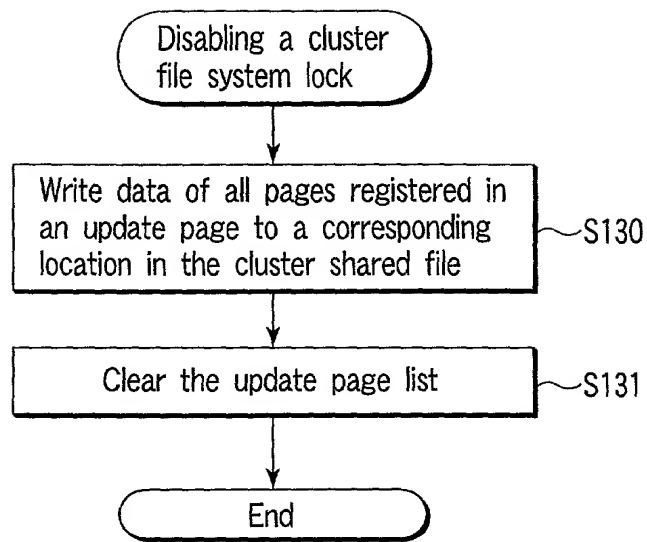 Disabling a cluster
file system lock
Write data of all pages registered in
an update page to a corresponding
location in the cluster shared file
S130
Clear the update page list
S131
End